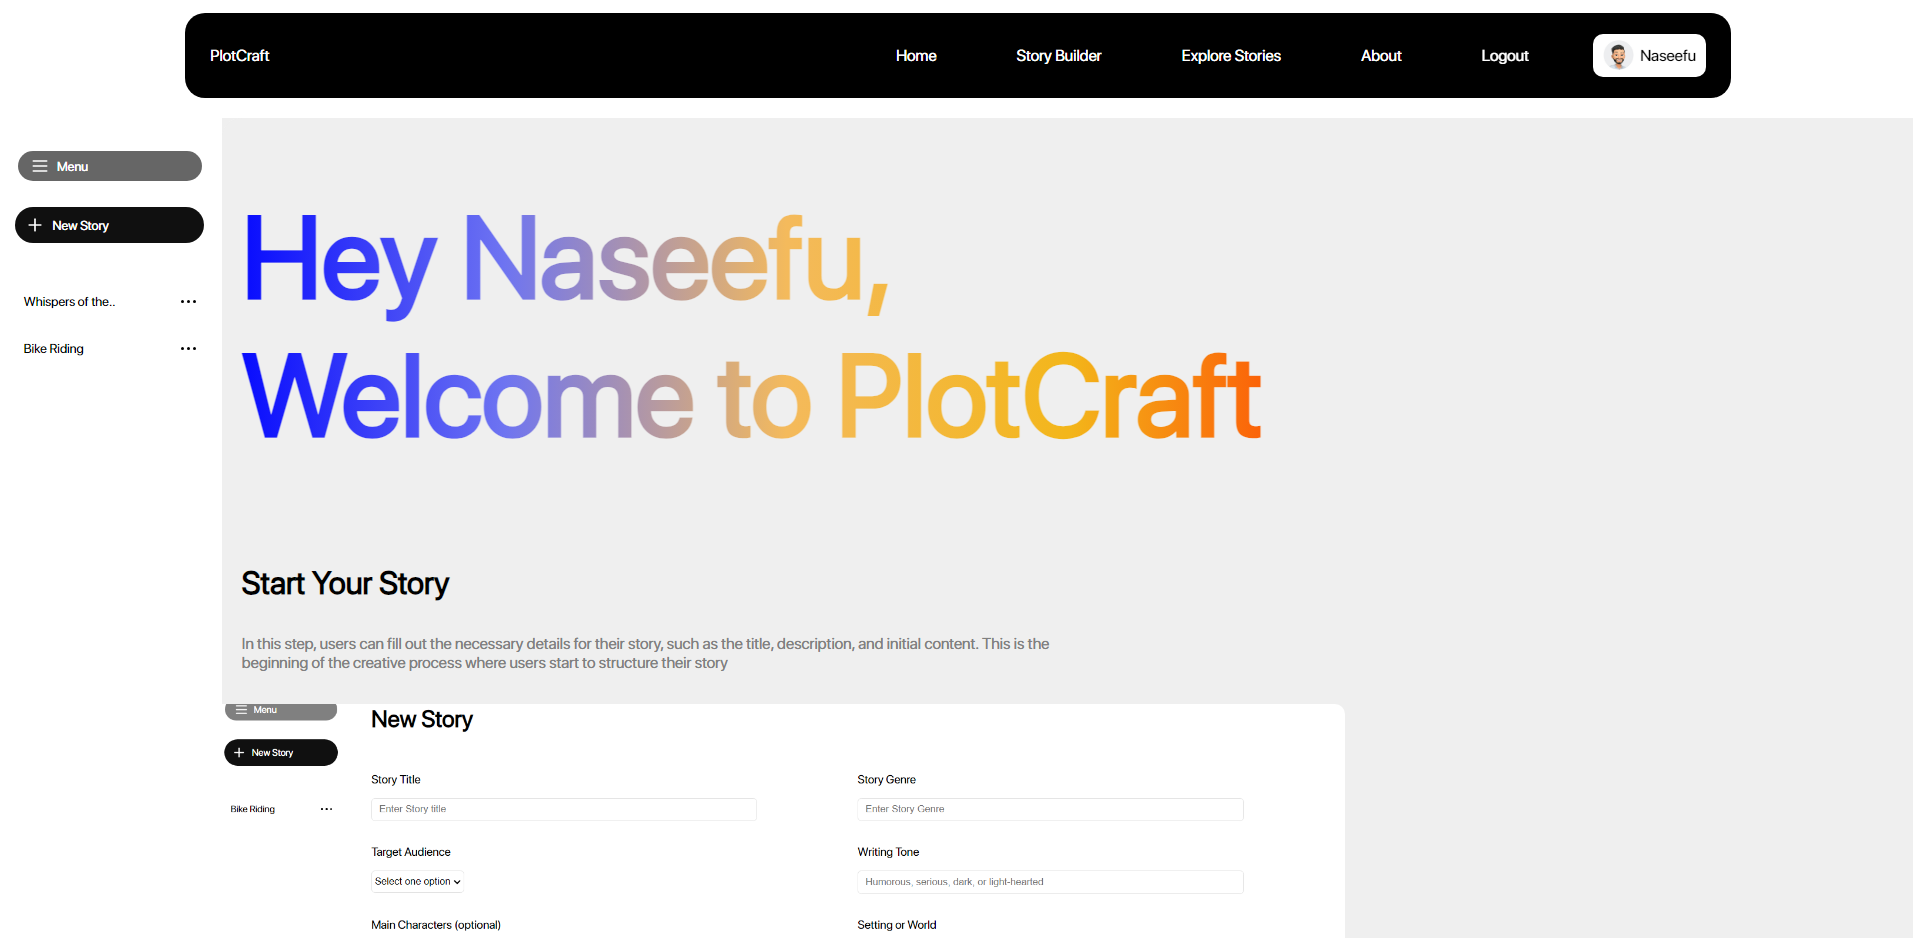 PlotCraft
Home
Story Builder
Explore Stories
About
Logout
Naseefu
Menu
New Story
Whispers of the..
Bike Riding
Hey Naseefu,
Welcome to PlotCraft
Start Your Story
In this step, users can fill out the necessary details for their story, such as the title, description, and initial content. This is the
beginning of the creative process where users start to structure their story
Menu
New Story
Bike Riding
New Story
Story Title
Story Genre
Enter Story title
Enter Story Genre
Target Audience
Writing Tone
Select one option
Humorous, serious, dark, or light-hearted
Main Characters (optional)
Setting or World